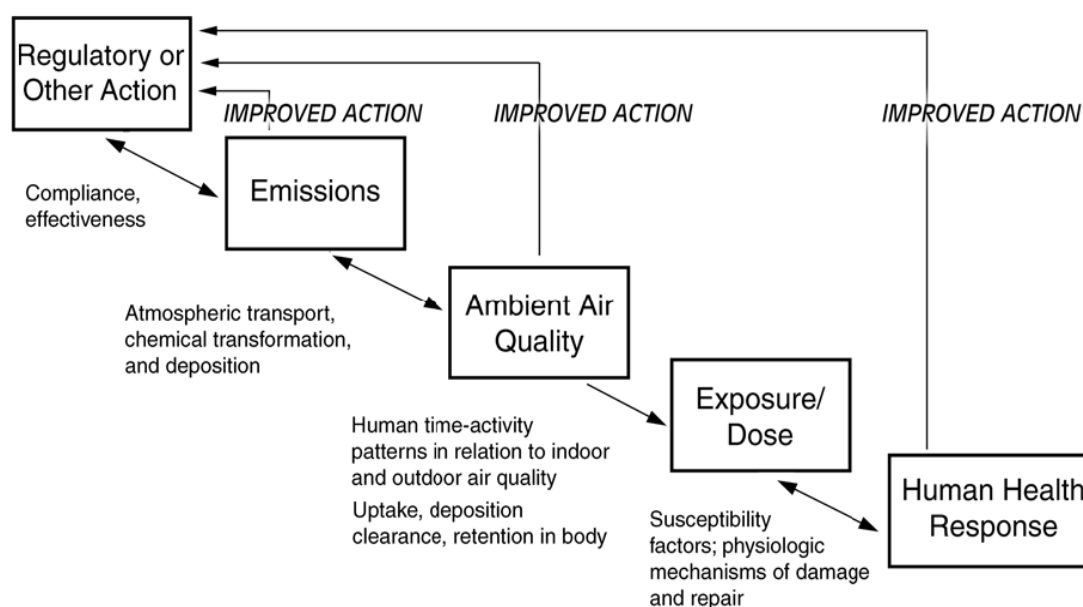 Regulatory or
Other Action
IMPROVED ACTION
IMPROVED ACTION
IMPROVED ACTION
Compliance,
effectiveness
Emissions
Atmospheric transport,
chemical transformation,
and deposition
Ambient Air
Quality
Human time-activity
patterns in relation to indoor
and outdoor air quality
Uptake, deposition
clearance, retention in body
Exposure/
Dose
Susceptibility
factors; physiologic
mechanisms of damage
and repair
Human Health
Response